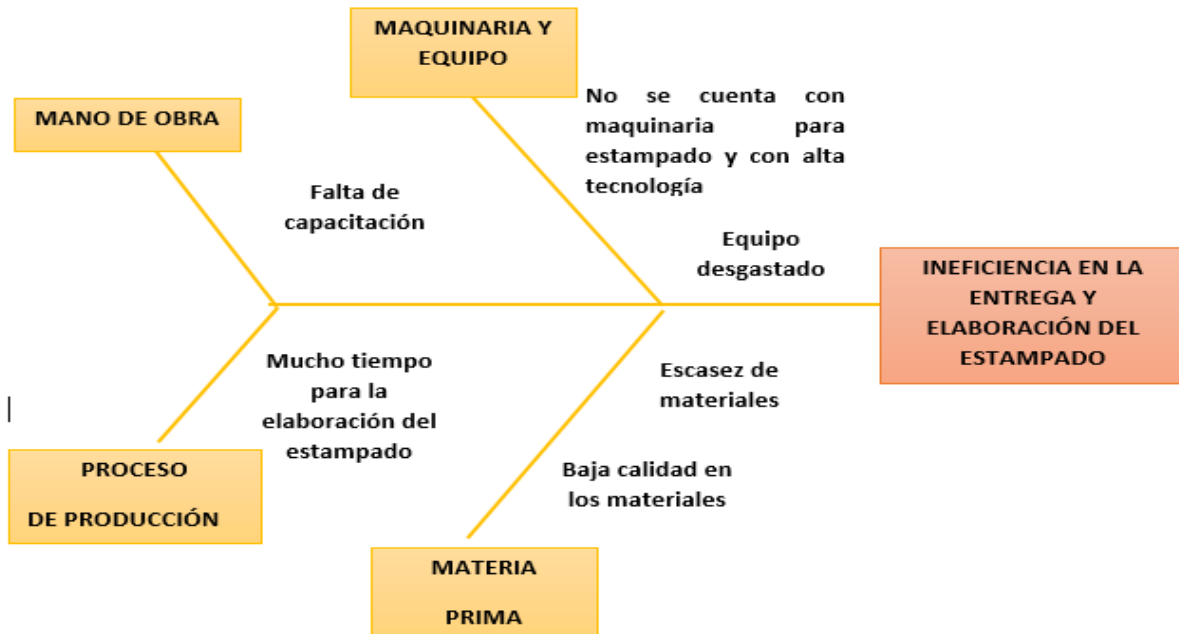 MAQUINARIA Y
EQUIPO
MANO DE OBRA
No se cuenta con
maquinaria para
estampado y con alta
tecnología
Falta de
capacitación
Equipo
desgastado
INEFICIENCIA EN LA
ENTREGA Y
ELABORACIÓN DEL
ESTAMPADO
Mucho tiempo
para la
elaboración del
estampado
Escasez de
materiales
PROCESO
DE PRODUCCIÓN
Baja calidad en
los materiales
MATERIA
PRIMA